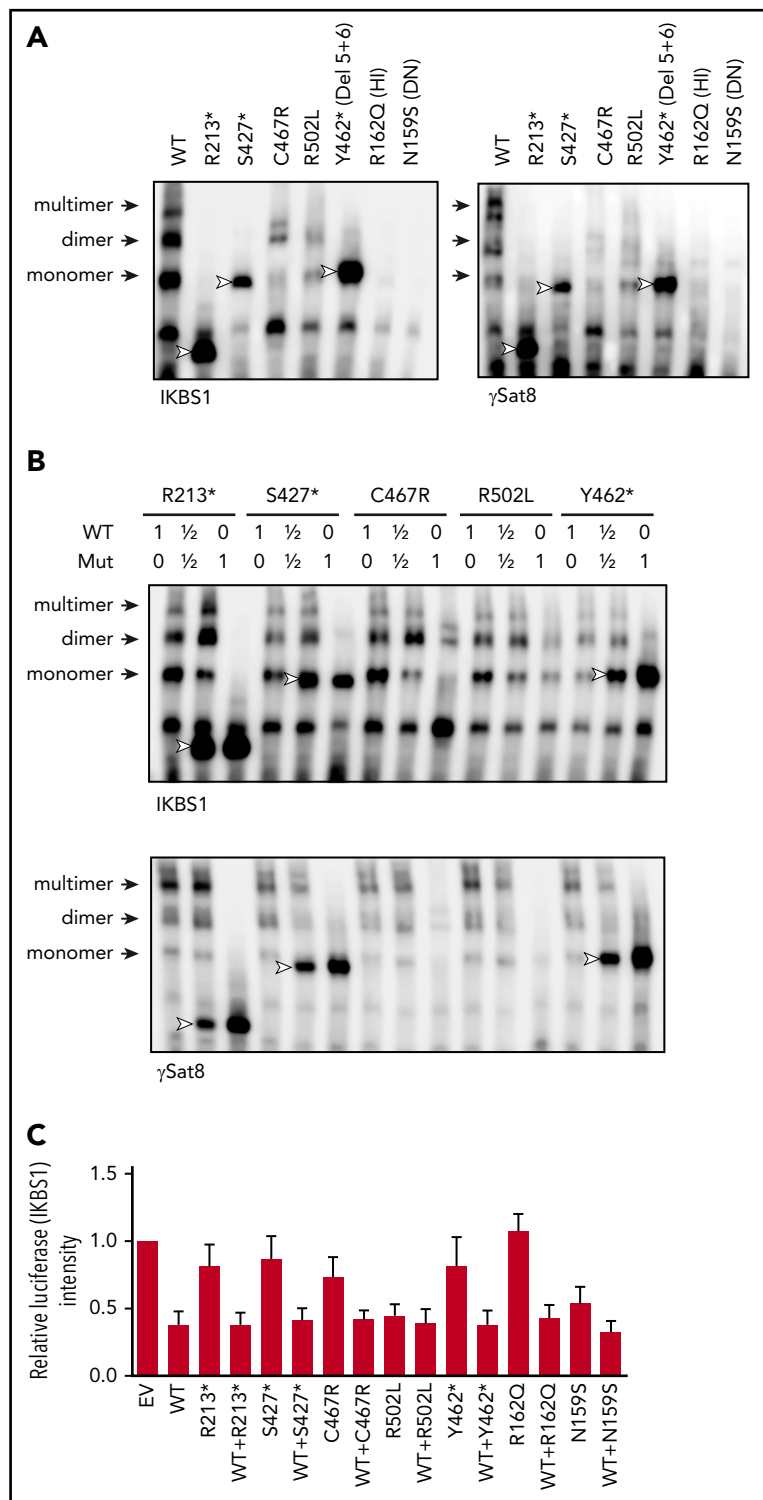 A
WT
R213*
S427*
C467R
R502L
Y462* (Del 5+6)
R162Q (HI)
N159S (DN)
WT
R213*
S427*
C467R
R502L
Y462* (Del 5+6)
R162Q (HI)
N159S (DN)
multimer
dimer
monomer
IKBS1
γSat8
B
R213* S427* C467R R502L Y462*
WT 1 ½ 0 1 ½ 0 1 ½ 0 1 ½ 0 1 ½ 0
Mut 0 ½ 1 0 ½ 1 0 ½ 1 0 ½ 1 0 ½ 1
multimer
dimer
monomer
IKBS1
multimer
dimer
monomer
γSat8
C
Relative luciferase (IKBS1)
intensity
1.5
1.0
0.5
0.0
EV
WT
R213*
WT+R213*
S427*
WT+S427*
C467R
WT+C467R
R502L
WT+R502L
Y462*
WT+Y462*
R162Q
WT+R162Q
N159S
WT+N159S